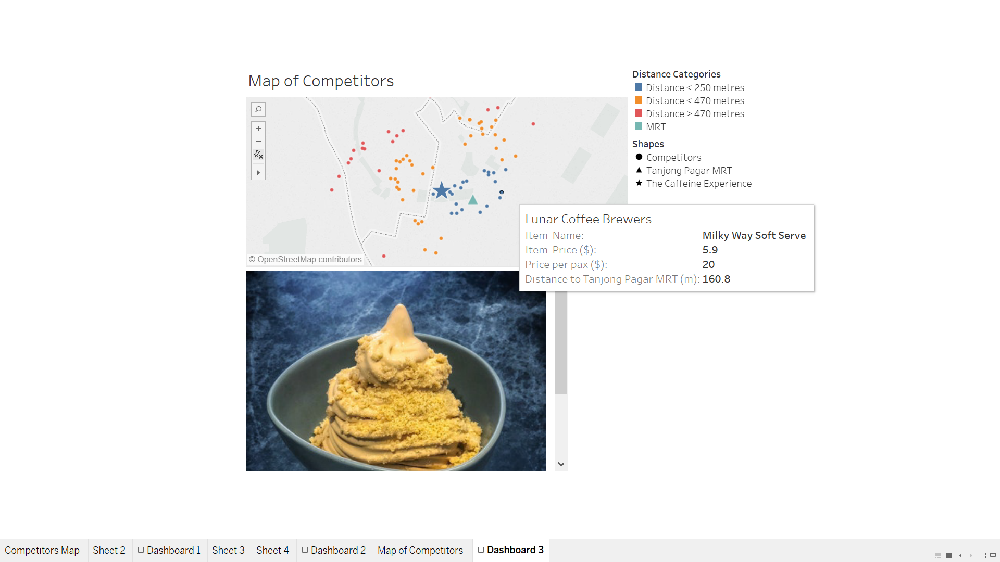 Map of Competitors
© OpenStreetMap contributors
Distance Categories
Distance < 250 metres
Distance < 470 metres
Distance > 470 metres
MRT
Shapes
Competitors
Tanjong Pagar MRT
The Caffeine Experience
Lunar Coffee Brewers
Item Name: Milky Way Soft Serve
Item Price ($): 5.9
Price per pax ($): 20
Distance to Tanjong Pagar MRT (m): 160.8
Competitors Map
Sheet 2
Dashboard 1
Sheet 3
Sheet 4
Dashboard 2
Map of Competitors
Dashboard 3